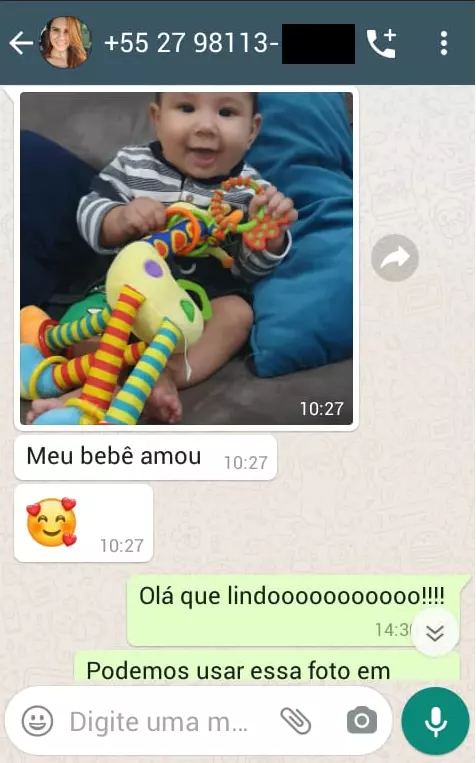 +55 27 98113-
10:27
Meu bebê amou 10:27
10:27
Olá que lindooooooooooo!!!!
14:3
Podemos usar essa foto em
Digite uma m...